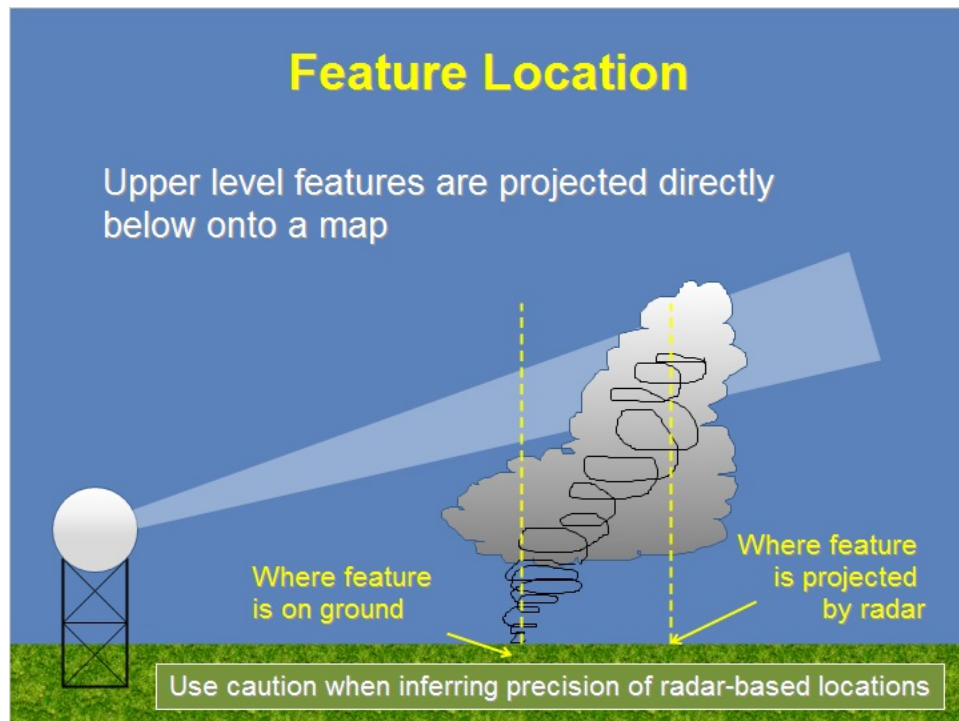 Feature Location
Upper level features are projected directly
below onto a map
Where feature
is on ground
Where feature
is projected
by radar
Use caution when inferring precision of radar-based locations